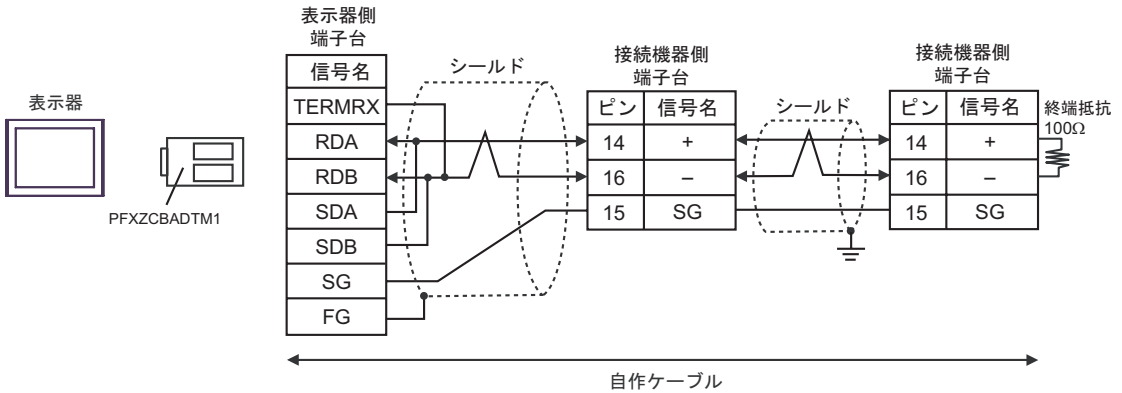 表示器
PFXZCBADTM1
表示器側
端子台
信号名
TERMRX
RDA
RDB
SDA
SDB
SG
FG
シールド
接続機器側
端子台
ピン 信号名
14 +
16 –
15 SG
シールド
接続機器側
端子台
ピン 信号名
14 +
16 –
15 SG
終端抵抗
100Ω
自作ケーブル